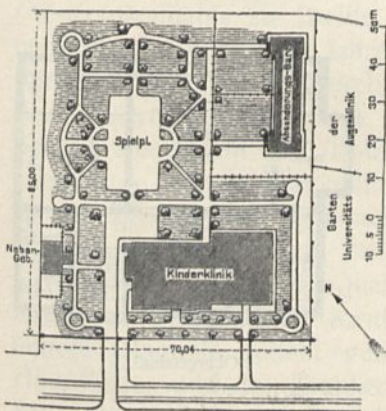 Absonderungs-Bar.
Spielpl.
Neben-
Geb.
Kinderklinik
Garten der
Universitäts Augenklinik
N
70,04
10 5 0 10 20 30 40 50m